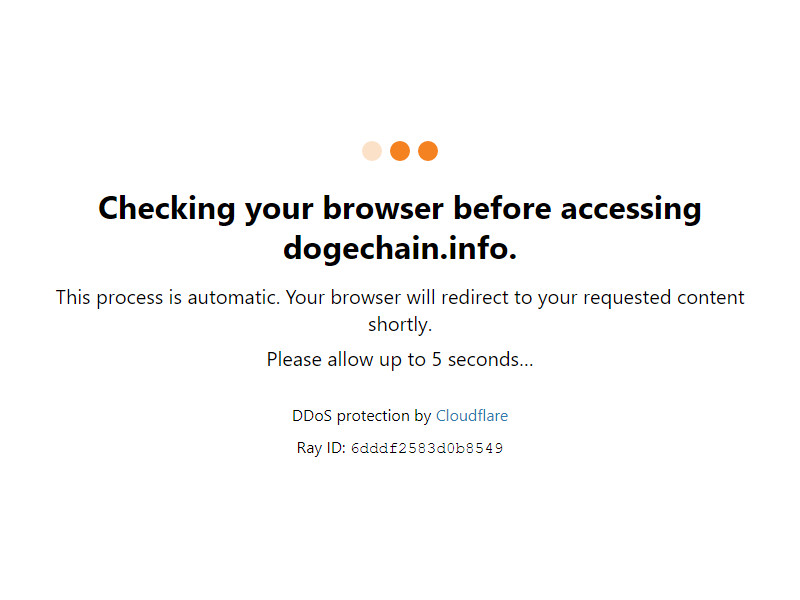 Checking your browser before accessing
dogechain.info.
This process is automatic. Your browser will redirect to your requested content
shortly.
Please allow up to 5 seconds…
DDoS protection by Cloudflare
Ray ID: 6dddf2583d0b8549